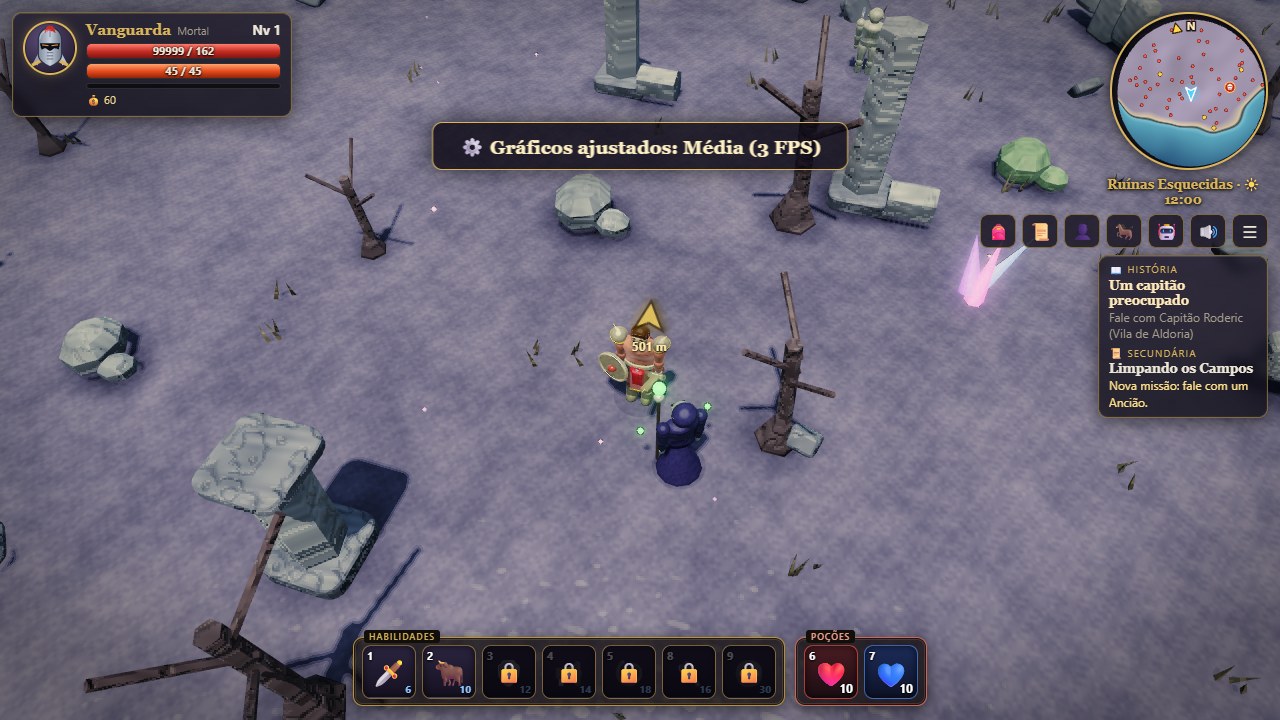 Vanguarda Mortal Nv 1
99999 / 162
45 / 45
60
N
Gráficos ajustados: Média (3 FPS)
Ruínas Esquecidas ·
12:00
HISTÓRIA
Um capitão
preocupado
Fale com Capitão Roderic
(Vila de Aldoria)
SECUNDÁRIA
Limpando os Campos
Nova missão: fale com um
Ancião.
501 m
HABILIDADES
POÇÕES
1 2 3 4 5 8 9 6 7
6 10 12 14 18 16 30 10 10